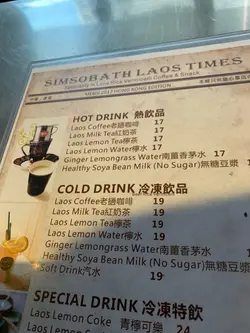 SIMSOBATH LAOS TIMES
HOT DRINK 熱飲品
Laos Coffee老撾咖啡 17
Laos Milk Tea紅奶茶 17
Laos Lemon Tea檸茶 17
Laos Lemon Water檸水 17
Ginger Lemongrass Water南薑香茅水 17
Healthy Soya Bean Milk (No Sugar)無糖豆漿
COLD DRINK 冷凍飲品
Laos Coffee老撾咖啡 19
Laos Milk Tea紅奶茶 19
Laos Lemon Tea檸茶 19
Laos Lemon Water檸水 19
Ginger Lemongrass Water南薑香茅水 19
Healthy Soya Bean Milk (No Sugar)無糖豆漿
Soft Drink汽水 19
SPECIAL DRINK 冷凍特飲
Laos Lemon Coke 青檸可樂 24